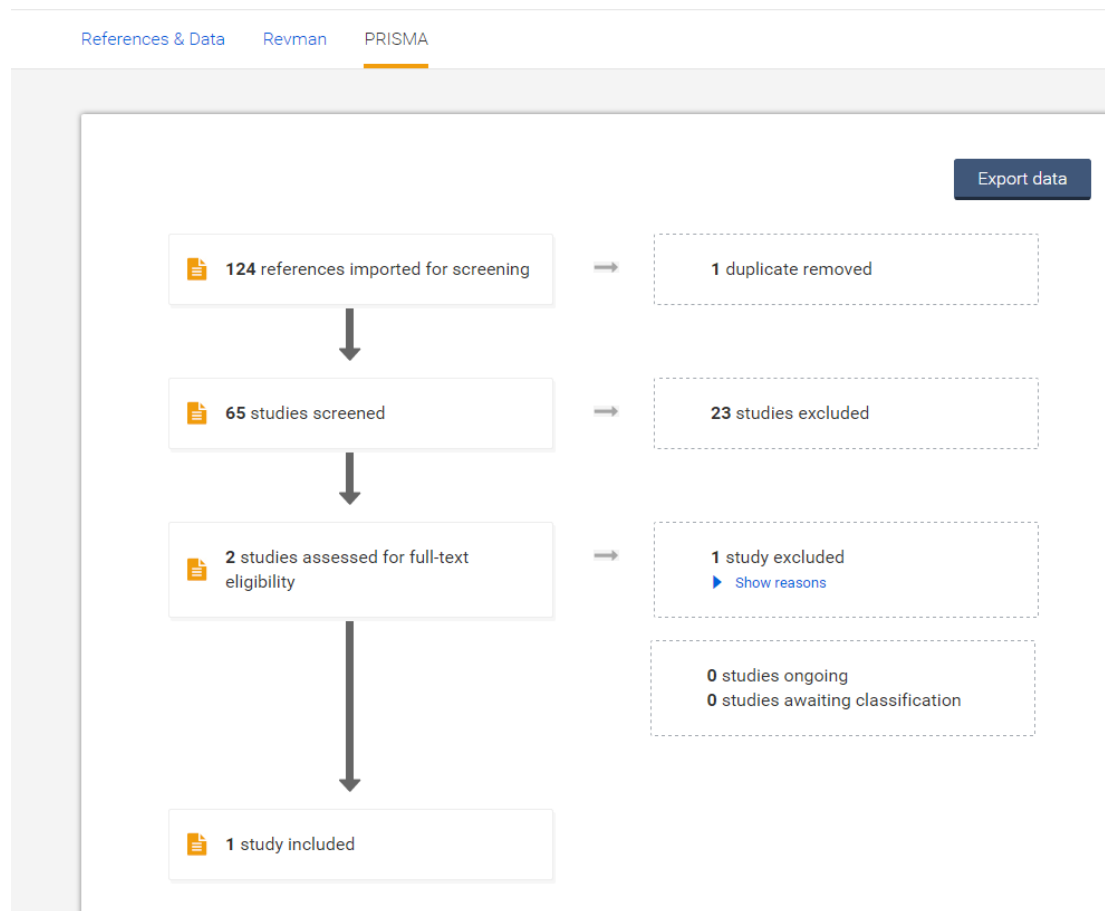 References & Data Revman PRISMA
Export data
124 references imported for screening
1 duplicate removed
65 studies screened
23 studies excluded
2 studies assessed for full-text
eligibility
1 study excluded
Show reasons
0 studies ongoing
0 studies awaiting classification
1 study included